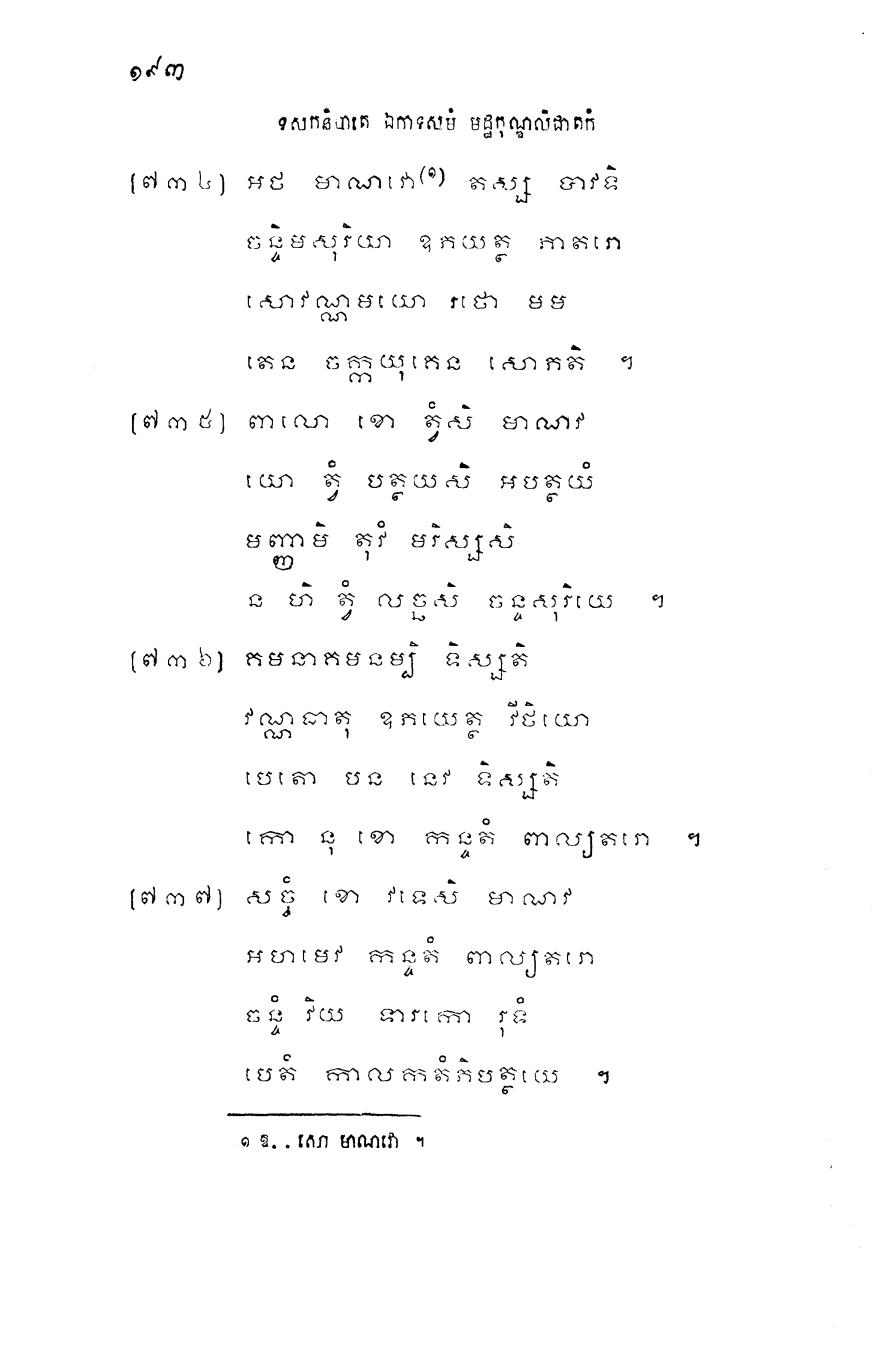 ១៩៣
ទសកនិបាតេ ឯកាទសមំ មដ្ឋកុណ្ឌលិជាតកំ
[៧៣៤] អថ មាណវោ(១) តស្ស បាវទិ
ចន្ទិមសុរិយា ឧភយត្ថ ភាតរោ
សោវណ្ណមយោ រថោ មម
តេន ចក្កយុគេន សោភតិ ។
[៧៣៥] ពាលោ ខោ ត្វំសិ មាណវ
យោ ត្វំ បត្ថយសិ អបត្ថយំ
មញ្ញាមិ តុវំ មរិស្សសិ
ន ហិ ត្វំ លច្ឆសិ ចន្ទសុរិយេ ។
[៧៣៦] គមនាគមនម្បិ ទិស្សតិ
វណ្ណធាតុ ឧភយេត្ថ វីថិយោ
បេតោ បន នេវ ទិស្សតិ
កោ នុ ខោ កន្ទតំ ពាល្យតរោ ។
[៧៣៧] សច្ចំ ខោ វទេសិ មាណវ
អហមេវ កន្ទតំ ពាល្យតរោ
ចន្ទំ វិយ ទារកោ រុទំ
បេតំ កាលកតំភិបត្ថយេ ។
១ ឱ. . សោ មាណវោ ។